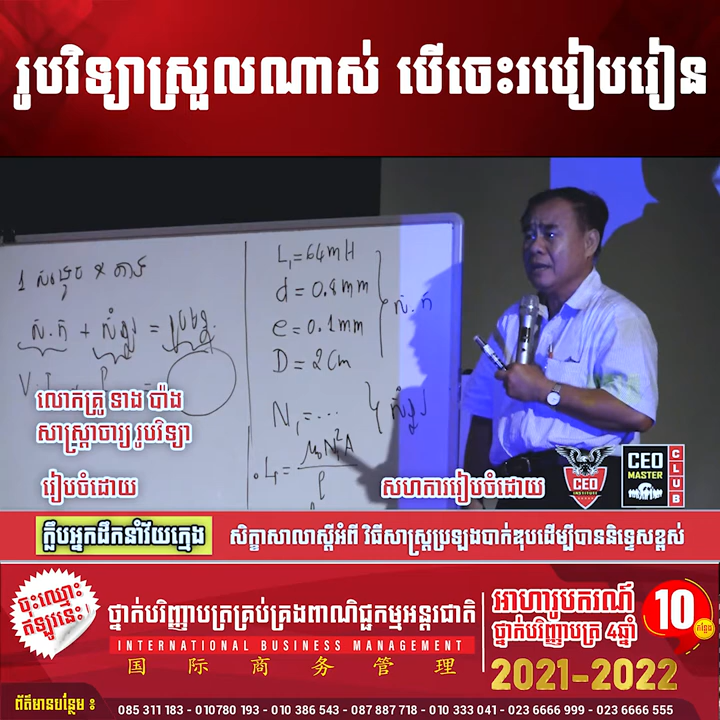 រូបវិទ្យាស្រួលណាស់ បើចេះរបៀបរៀន
L₁ = 64mH
d = 0.8mm
e = 0.1mm
D = 2cm
N₁ = ...
លោកគ្រូ ទាង ប៉ាង
សាស្ត្រាចារ្យ រូបវិទ្យា
រៀបចំដោយ
សហការរៀបចំដោយ
CEO
INSTITUTE
CEO
MASTER
CLUB
ក្លឹបអ្នកដឹកនាំវ័យក្មេង
សិក្ខាសាលាស្តីអំពី វិធីសាស្ត្រប្រឡងបាក់ឌុបដើម្បីបាននិទ្ទេសខ្ពស់
ចុះឈ្មោះ
ឥឡូវនេះ!
ថ្នាក់បរិញ្ញាបត្រគ្រប់គ្រងពាណិជ្ជកម្មអន្តរជាតិ
INTERNATIONAL BUSINESS MANAGEMENT
国际商务管理
អាហារូបករណ៍
ថ្នាក់បរិញ្ញាបត្រ 4ឆ្នាំ
10
កន្លែង
2021-2022
ព័ត៌មានបន្ថែម ៖
085 311 183 - 010780 193 - 010 386 543 - 087 887 718 - 010 333 041 - 023 6666 999 - 023 6666 555